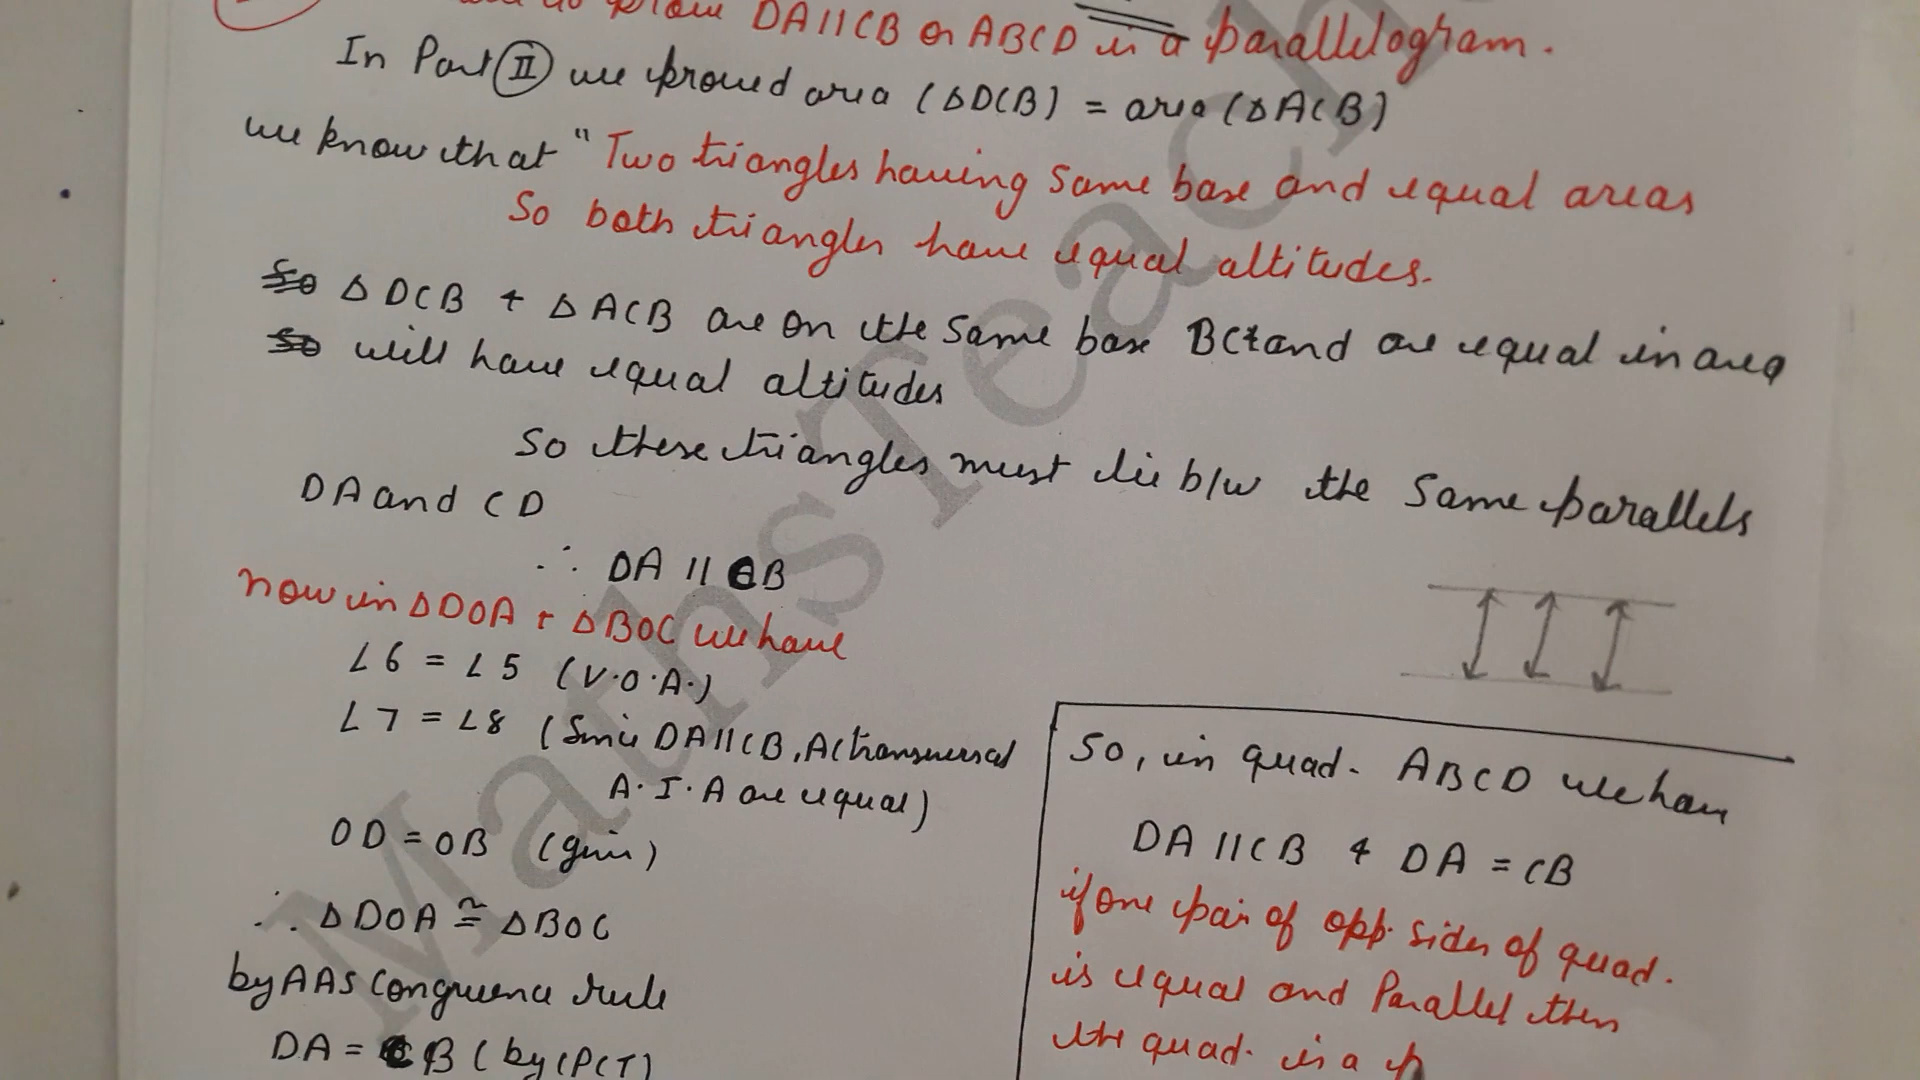 to prove DA||CB or ABCD is a parallelogram.
In Part (II) we proved area (ΔDCB) = area (ΔACB)
we know that "Two triangles having same base and equal areas
So both triangles have equal altitudes.
So ΔDCB + ΔACB are on the same base BC and are equal in area
So will have equal altitudes
So these triangles must lie b/w the same parallels
DA and CD
∴ DA || CB
now in ΔDOA + ΔBOC we have
∠6 = ∠5 (V.O.A.)
∠7 = ∠8 (Since DA||CB, AC transversal
A.I.A are equal)
OD = OB (given)
∴ ΔDOA ≅ ΔBOC
by AAS Congruence rule
DA = CB (by CPCT)
So, in quad. ABCD we have
DA || CB & DA = CB
if one pair of opp. sides of quad.
is equal and Parallel then
the quad. is a
MathsTeach